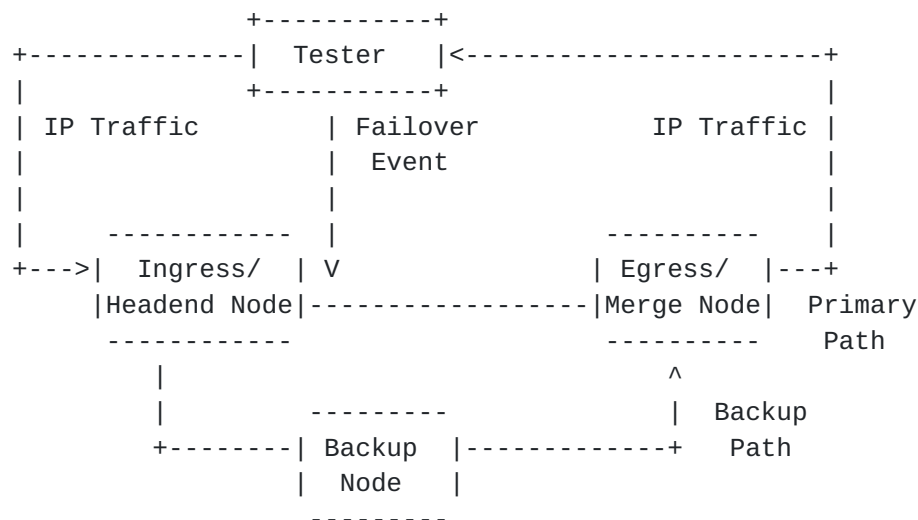 Tester
IP Traffic Failover IP Traffic
Event
Ingress/ V Egress/
Headend Node Merge Node Primary
Path
Backup
Backup Path
Node